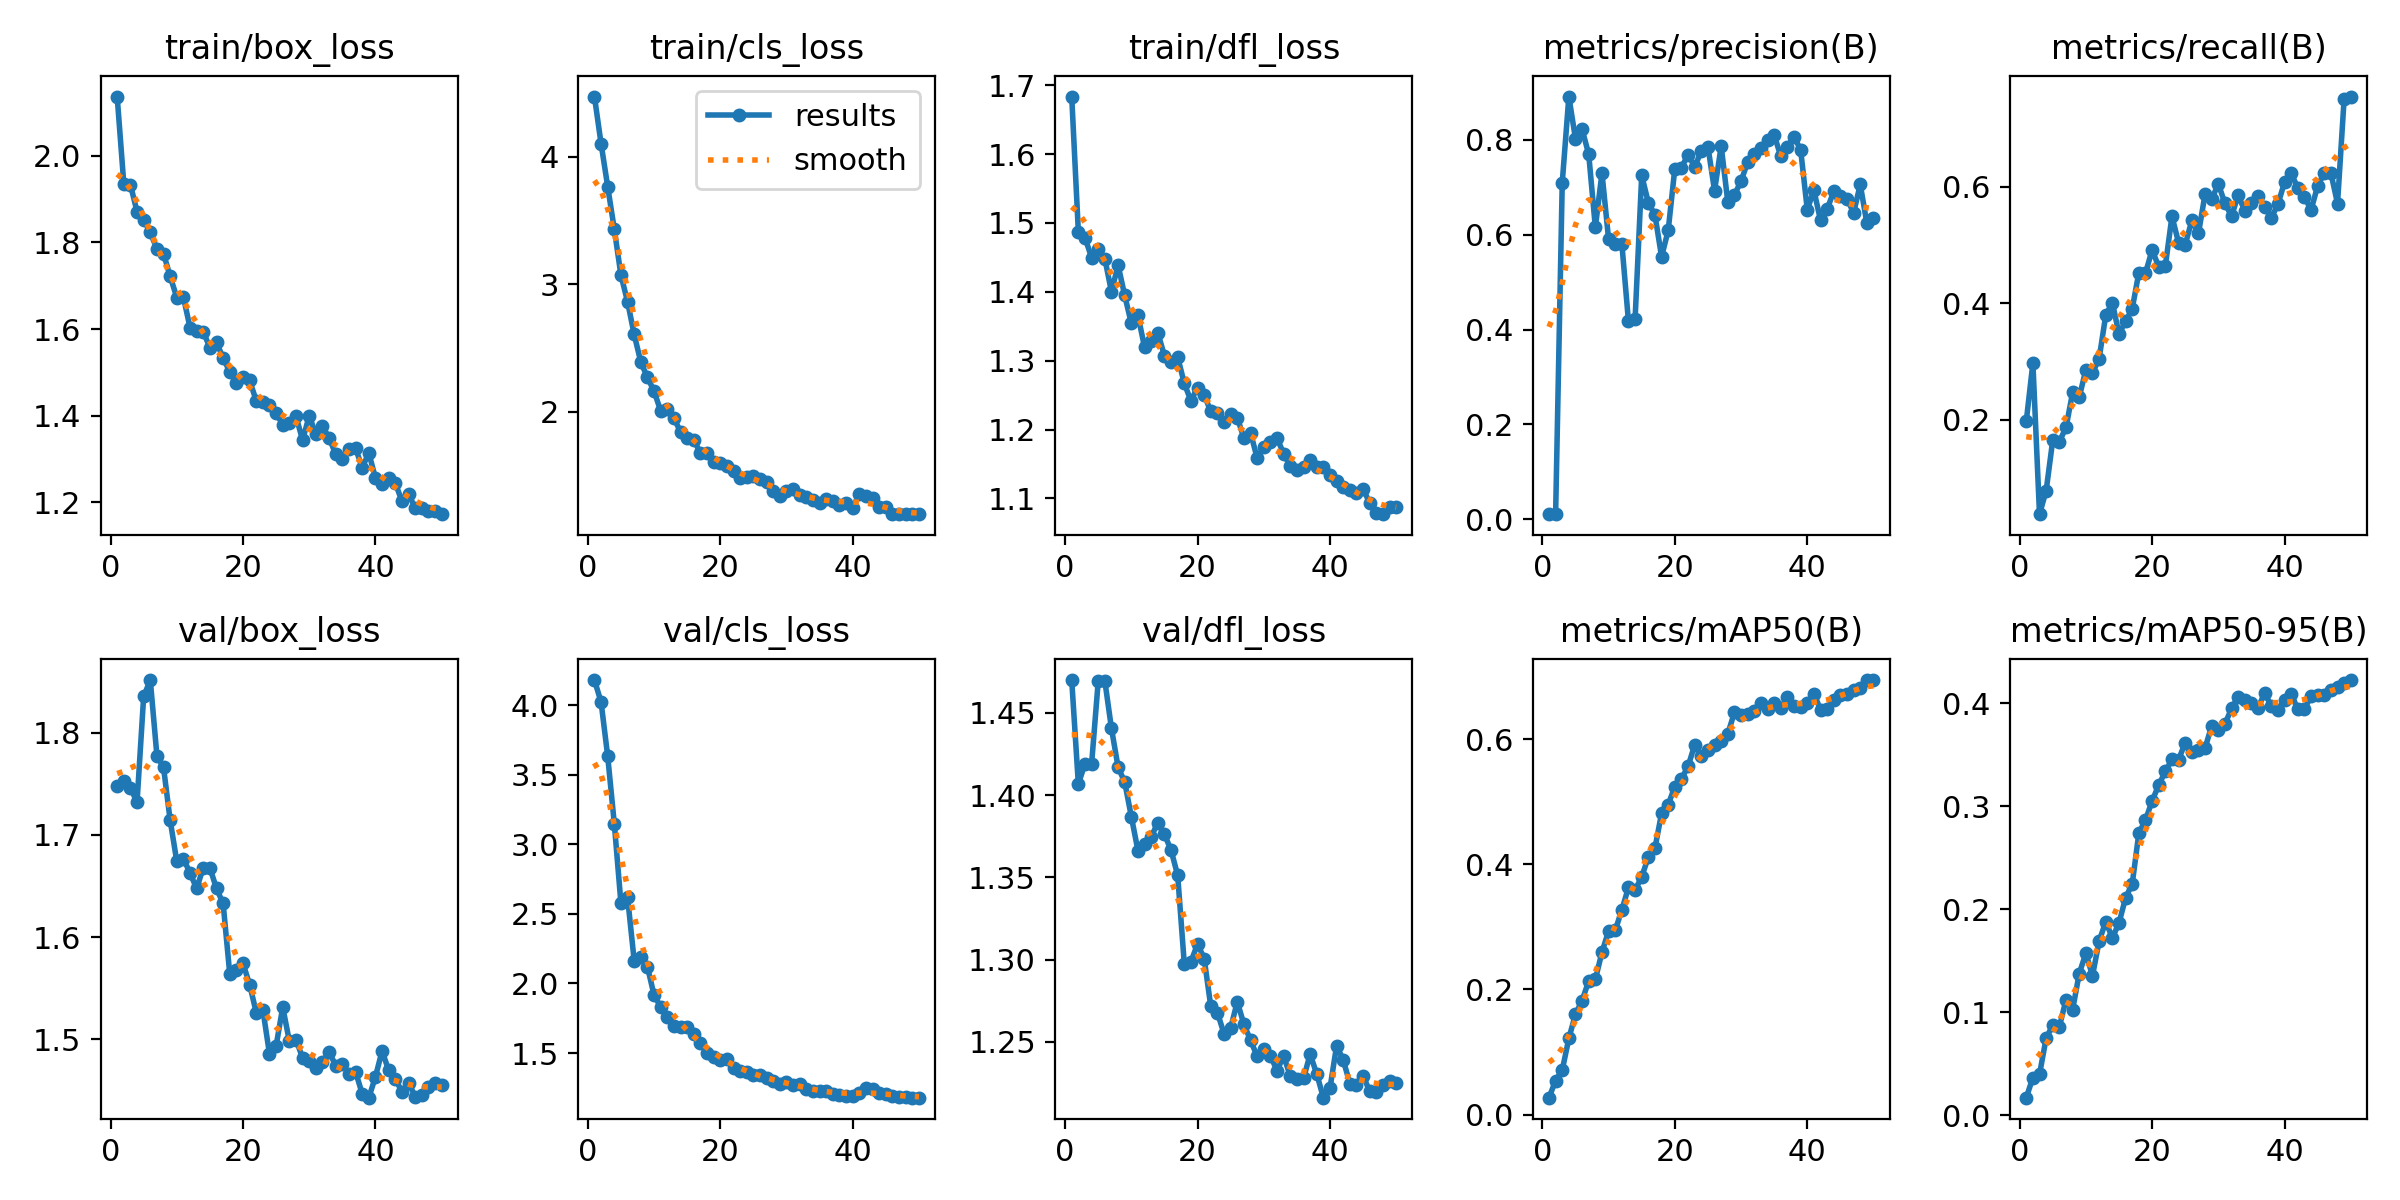 train/box_loss
2.0
1.8
1.6
1.4
1.2
0 20 40
train/cls_loss
results
smooth
4
3
2
0 20 40
train/dfl_loss
1.7
1.6
1.5
1.4
1.3
1.2
1.1
0 20 40
metrics/precision(B)
0.8
0.6
0.4
0.2
0.0
0 20 40
metrics/recall(B)
0.6
0.4
0.2
0 20 40
val/box_loss
1.8
1.7
1.6
1.5
0 20 40
val/cls_loss
4.0
3.5
3.0
2.5
2.0
1.5
0 20 40
val/dfl_loss
1.45
1.40
1.35
1.30
1.25
0 20 40
metrics/mAP50(B)
0.6
0.4
0.2
0.0
0 20 40
metrics/mAP50-95(B)
0.4
0.3
0.2
0.1
0.0
0 20 40